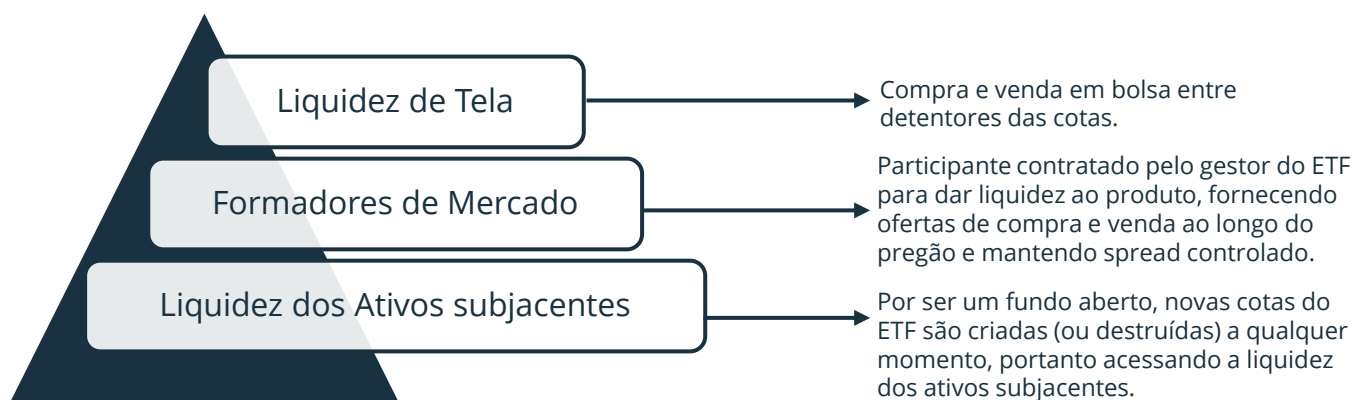 Liquidez de Tela
Compra e venda em bolsa entre
detentores das cotas.
Formadores de Mercado
Participante contratado pelo gestor do ETF
para dar liquidez ao produto, fornecendo
ofertas de compra e venda ao longo do
pregão e mantendo spread controlado.
Liquidez dos Ativos subjacentes
Por ser um fundo aberto, novas cotas do
ETF são criadas (ou destruídas) a qualquer
momento, portanto acessando a liquidez
dos ativos subjacentes.